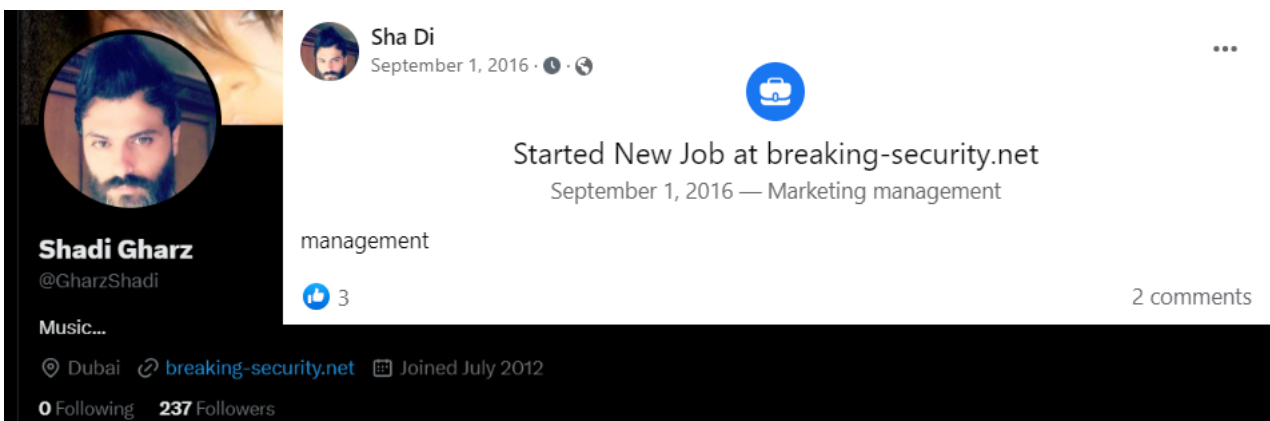 Sha Di
September 1, 2016 ·  ·
Started New Job at breaking-security.net
September 1, 2016 — Marketing management
management
3
2 comments
Shadi Gharz
@GharzShadi
Music...
Dubai breaking-security.net Joined July 2012
0 Following 237 Followers